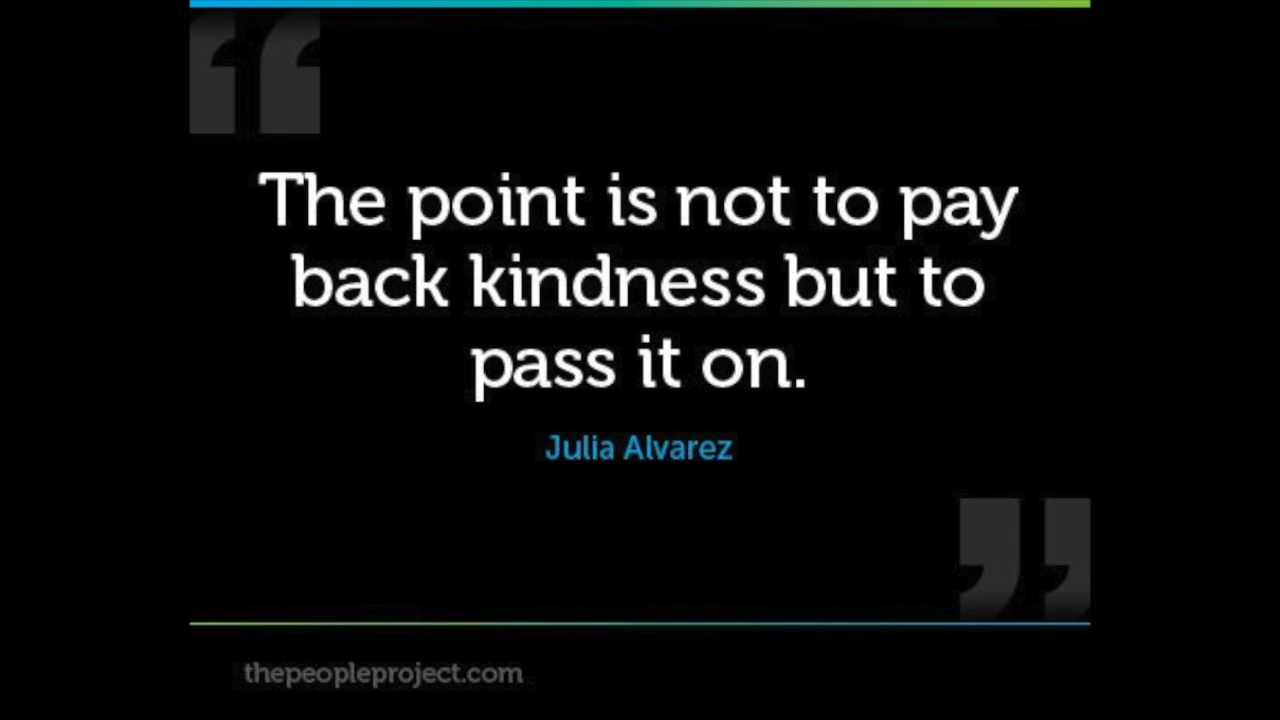 The point is not to pay
back kindness but to
pass it on.
Julia Alvarez
thepeopleproject.com